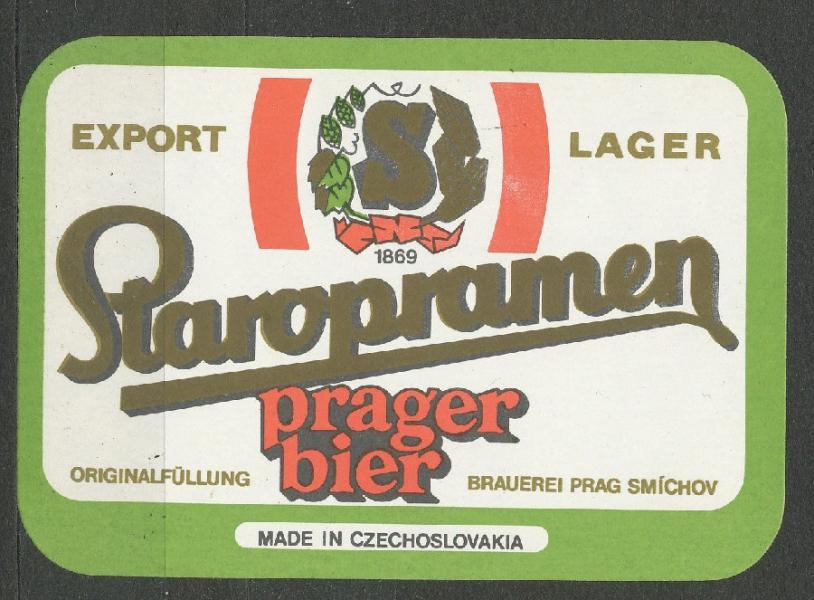 EXPORT
LAGER
S
1869
Staropramen
prager
bier
ORIGINALFÜLLUNG
BRAUEREI PRAG SMÍCHOV
MADE IN CZECHOSLOVAKIA